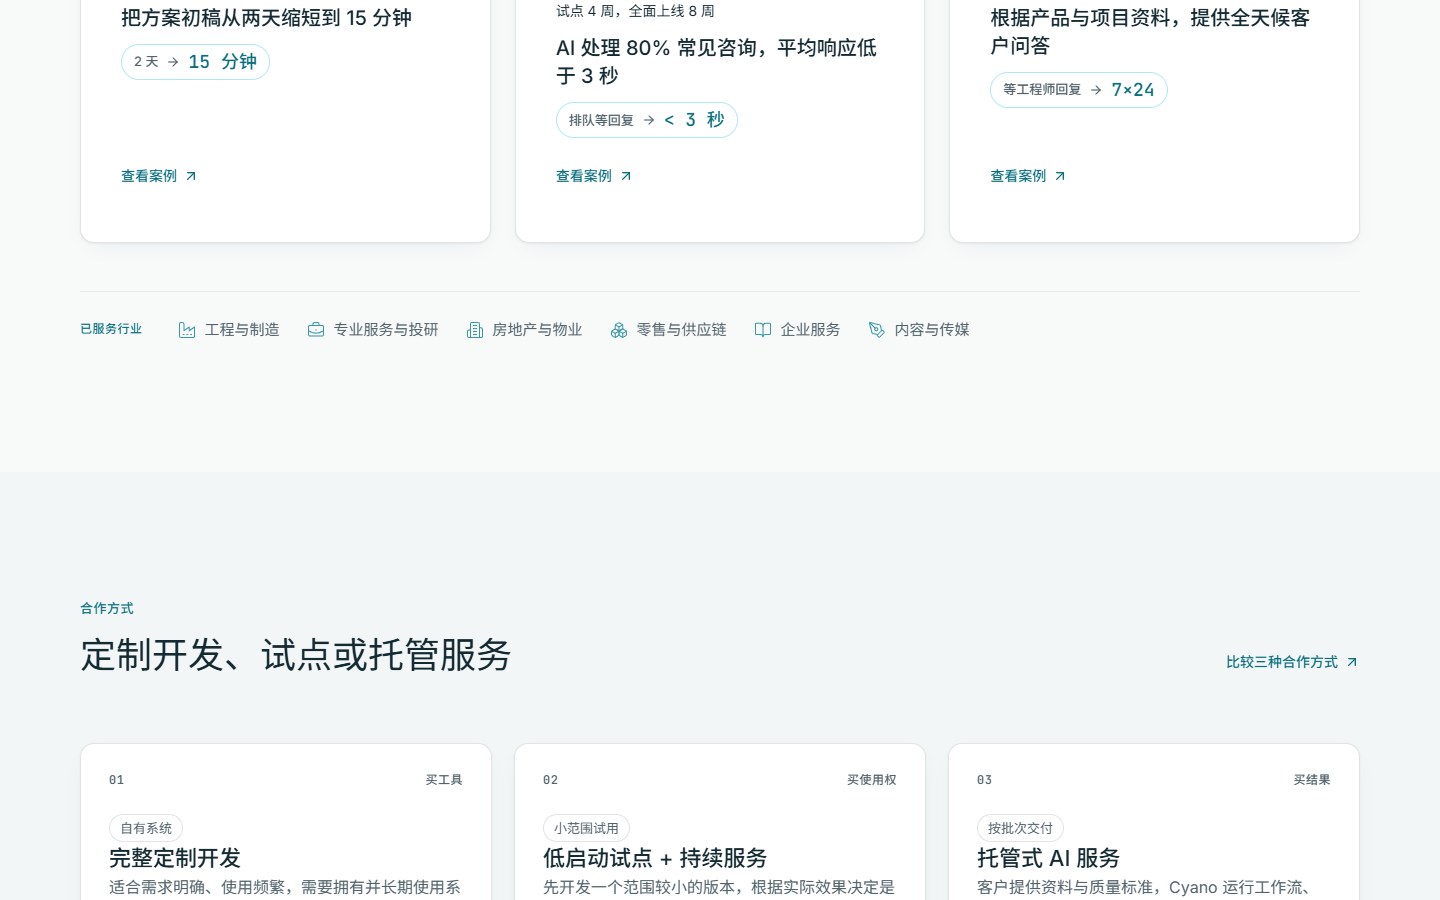 把方案初稿从两天缩短到 15 分钟
2 天 → 15 分钟
查看案例
试点 4 周，全面上线 8 周
AI 处理 80% 常见咨询，平均响应低
于 3 秒
排队等回复 → < 3 秒
查看案例
根据产品与项目资料，提供全天候客
户问答
等工程师回复 → 7×24
查看案例
已服务行业 工程与制造 专业服务与投研 房地产与物业 零售与供应链 企业服务 内容与传媒
合作方式
定制开发、试点或托管服务
比较三种合作方式
01 买工具
自有系统
完整定制开发
适合需求明确、使用频繁，需要拥有并长期使用系
02 买使用权
小范围试用
低启动试点 + 持续服务
先开发一个范围较小的版本，根据实际效果决定是
03 买结果
按批次交付
托管式 AI 服务
客户提供资料与质量标准，Cyano 运行工作流、